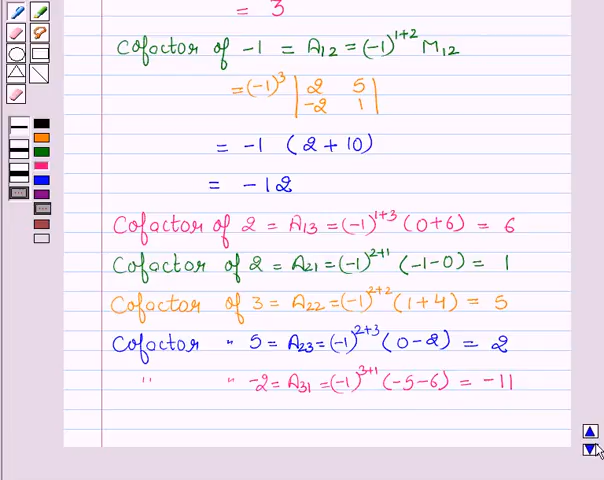 = 3
Cofactor of -1 = A₁₂ = (-1)¹⁺² M₁₂
= (-1)³ | 2 5 |
| -2 1 |
= -1 (2 + 10)
= -12
Cofactor of 2 = A₁₃ = (-1)¹⁺³ (0+6) = 6
Cofactor of 2 = A₂₁ = (-1)²⁺¹ (-1-0) = 1
Cofactor of 3 = A₂₂ = (-1)²⁺² (1+4) = 5
Cofactor " 5 = A₂₃ = (-1)²⁺³ (0-2) = 2
" " -2 = A₃₁ = (-1)³⁺¹ (-5-6) = -11